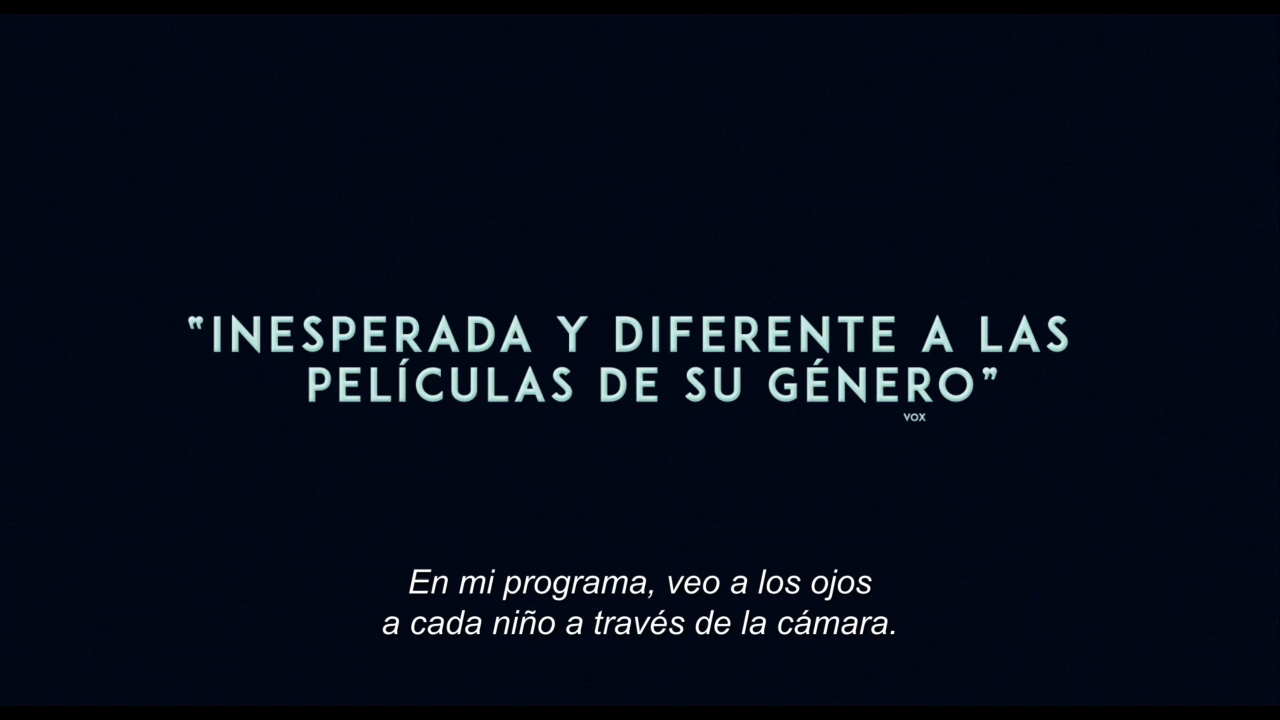 "INESPERADA Y DIFERENTE A LAS
PELÍCULAS DE SU GÉNERO"
VOX
En mi programa, veo a los ojos
a cada niño a través de la cámara.